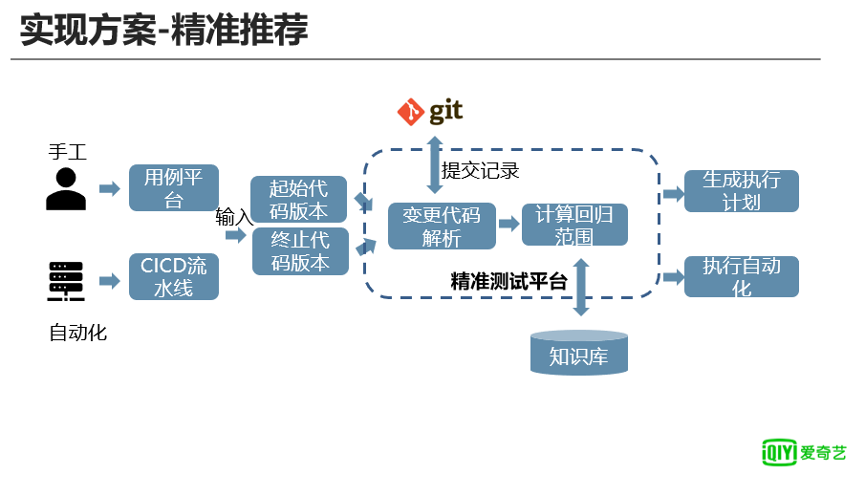 实现方案-精准推荐
git
手工
提交记录
用例平
台
起始代
码版本
生成执行
计划
输入
变更代码
解析
计算回归
范围
终止代
码版本
CICD流
水线
精准测试平台
执行自动
化
自动化
知识库
iQIYI 爱奇艺